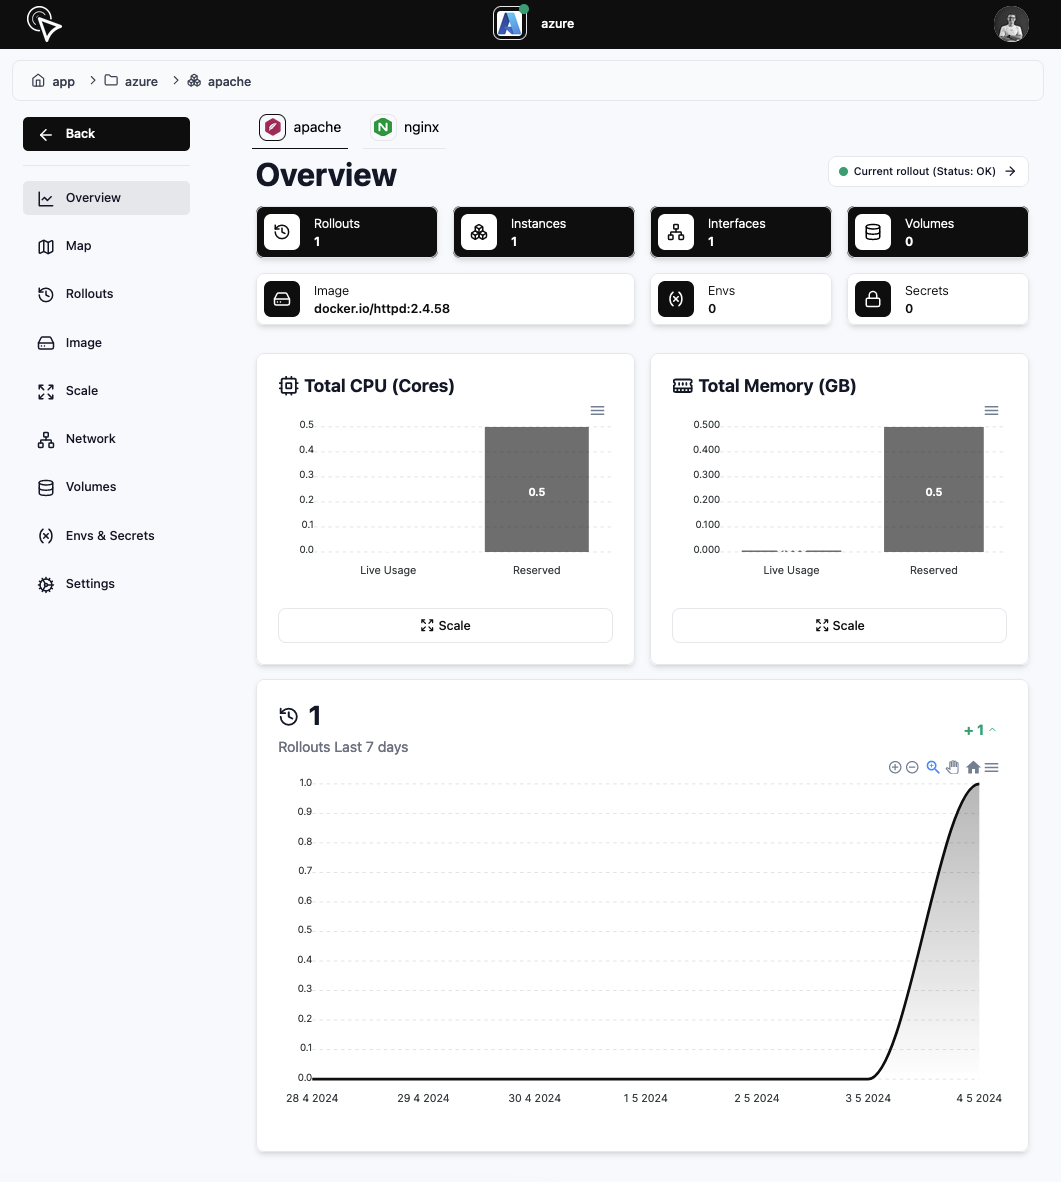 azure
app
azure
apache
Back
apache
nginx
Overview
Current rollout (Status: OK)
Overview
Map
Rollouts
Image
Scale
Network
Volumes
Envs & Secrets
Settings
Rollouts
1
Instances
1
Interfaces
1
Volumes
0
Image
docker.io/httpd:2.4.58
Envs
0
Secrets
0
Total CPU (Cores)
0.5
0.4
0.3
0.2
0.1
0.0
0.5
Live Usage
Reserved
Scale
Total Memory (GB)
0.500
0.400
0.300
0.200
0.100
0.000
0.5
Live Usage
Reserved
Scale
1
Rollouts Last 7 days
+ 1
1.0
0.9
0.8
0.7
0.6
0.5
0.4
0.3
0.2
0.1
0.0
28 4 2024
29 4 2024
30 4 2024
1 5 2024
2 5 2024
3 5 2024
4 5 2024